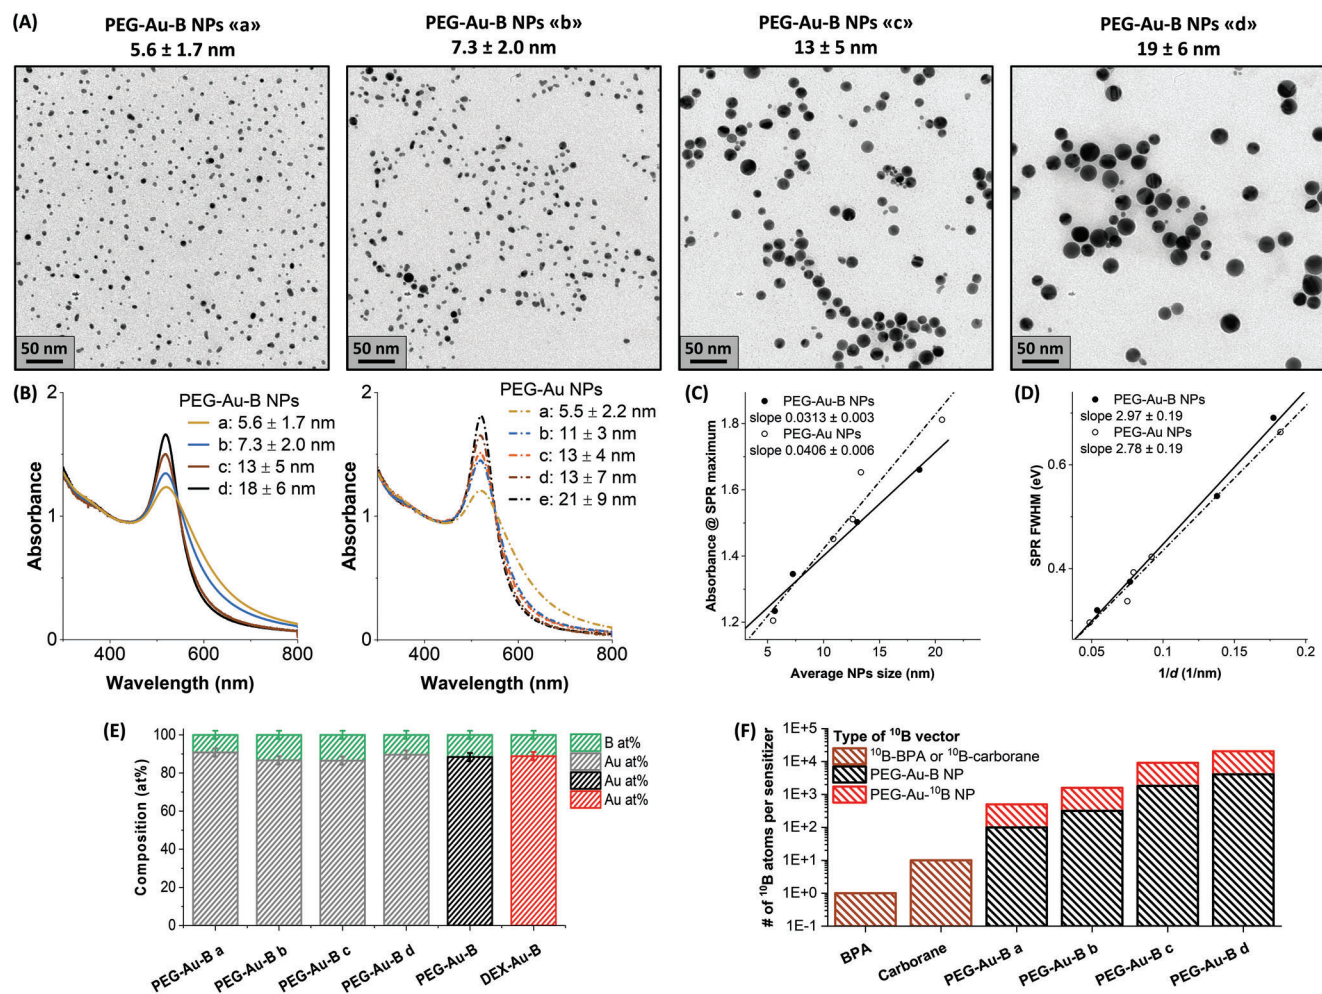 (A)
PEG-Au-B NPs «a»
5.6 ± 1.7 nm
PEG-Au-B NPs «b»
7.3 ± 2.0 nm
PEG-Au-B NPs «c»
13 ± 5 nm
PEG-Au-B NPs «d»
19 ± 6 nm
50 nm
50 nm
50 nm
50 nm
(B)
PEG-Au-B NPs
a: 5.6 ± 1.7 nm
b: 7.3 ± 2.0 nm
c: 13 ± 5 nm
d: 18 ± 6 nm
Absorbance
2
1
0
400 600 800
Wavelength (nm)
PEG-Au NPs
a: 5.5 ± 2.2 nm
b: 11 ± 3 nm
c: 13 ± 4 nm
d: 13 ± 7 nm
e: 21 ± 9 nm
Absorbance
2
1
0
400 600 800
Wavelength (nm)
(C)
PEG-Au-B NPs
slope 0.0313 ± 0.003
PEG-Au NPs
slope 0.0406 ± 0.006
Absorbance @ SPR maximum
1.8
1.6
1.4
1.2
5 10 15 20
Average NPs size (nm)
(D)
PEG-Au-B NPs
slope 2.97 ± 0.19
PEG-Au NPs
slope 2.78 ± 0.19
SPR FWHM (eV)
0.6
0.4
0.05 0.1 0.15 0.2
1/d (1/nm)
(E)
Composition (at%)
100
80
60
40
20
0
B at%
Au at%
Au at%
Au at%
PEG-Au-B a
PEG-Au-B b
PEG-Au-B c
PEG-Au-B d
PEG-Au-B
DEX-Au-B
(F)
# of ¹⁰B atoms per sensitizer
1E+5
1E+4
1E+3
1E+2
1E+1
1E+0
1E-1
Type of ¹⁰B vector
¹⁰B-BPA or ¹⁰B-carborane
PEG-Au-B NP
PEG-Au-¹⁰B NP
BPA
Carborane
PEG-Au-B a
PEG-Au-B b
PEG-Au-B c
PEG-Au-B d